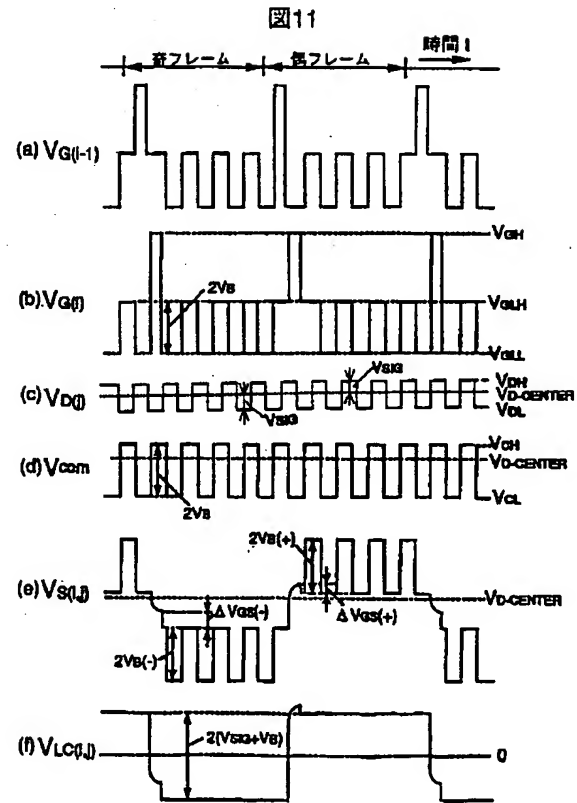 図11
奇フレーム 偶フレーム 時間 t
(a) VG(i-1)
VGH
(b). VG(i)
2VB
VGLH
VGLL
VSIG
(c) VD(j)
VDH
VD-CENTER
VDL
VSIG
(d) Vcom
VCH
VD-CENTER
VCL
2VB
2VB(+)
(e) VS(i,j)
VD-CENTER
ΔVGS(-)
ΔVGS(+)
2VB(-)
(f) VLC(i,j)
2(VSIG+VB)
0